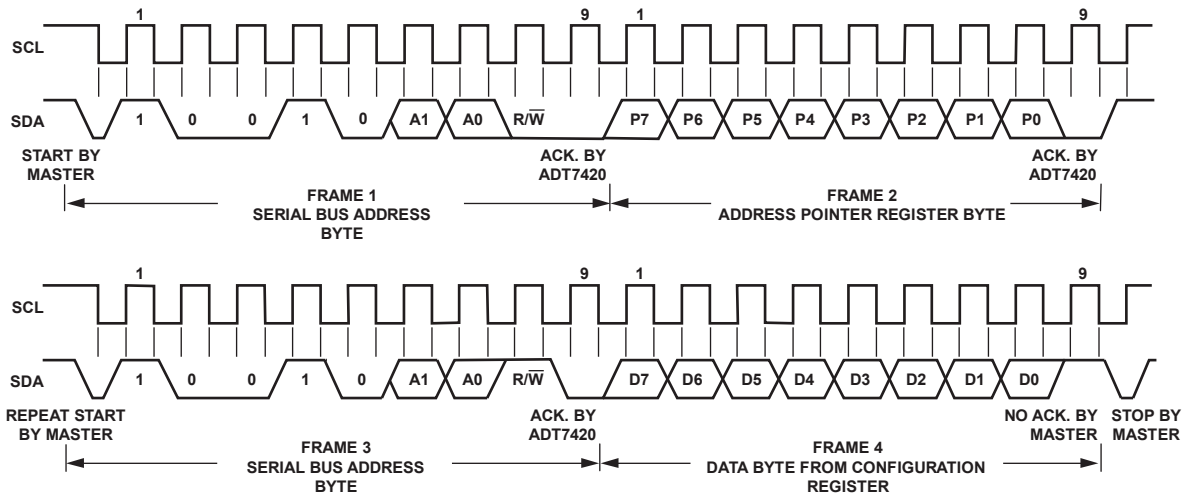 1 9 1 9
SCL
SDA 1 0 0 1 0 A1 A0 R/W̅ P7 P6 P5 P4 P3 P2 P1 P0
START BY
MASTER
ACK. BY
ADT7420
ACK. BY
ADT7420
FRAME 1
SERIAL BUS ADDRESS
BYTE
FRAME 2
ADDRESS POINTER REGISTER BYTE
1 9 1 9
SCL
SDA 1 0 0 1 0 A1 A0 R/W̅ D7 D6 D5 D4 D3 D2 D1 D0
REPEAT START
BY MASTER
ACK. BY
ADT7420
NO ACK. BY
MASTER
STOP BY
MASTER
FRAME 3
SERIAL BUS ADDRESS
BYTE
FRAME 4
DATA BYTE FROM CONFIGURATION
REGISTER